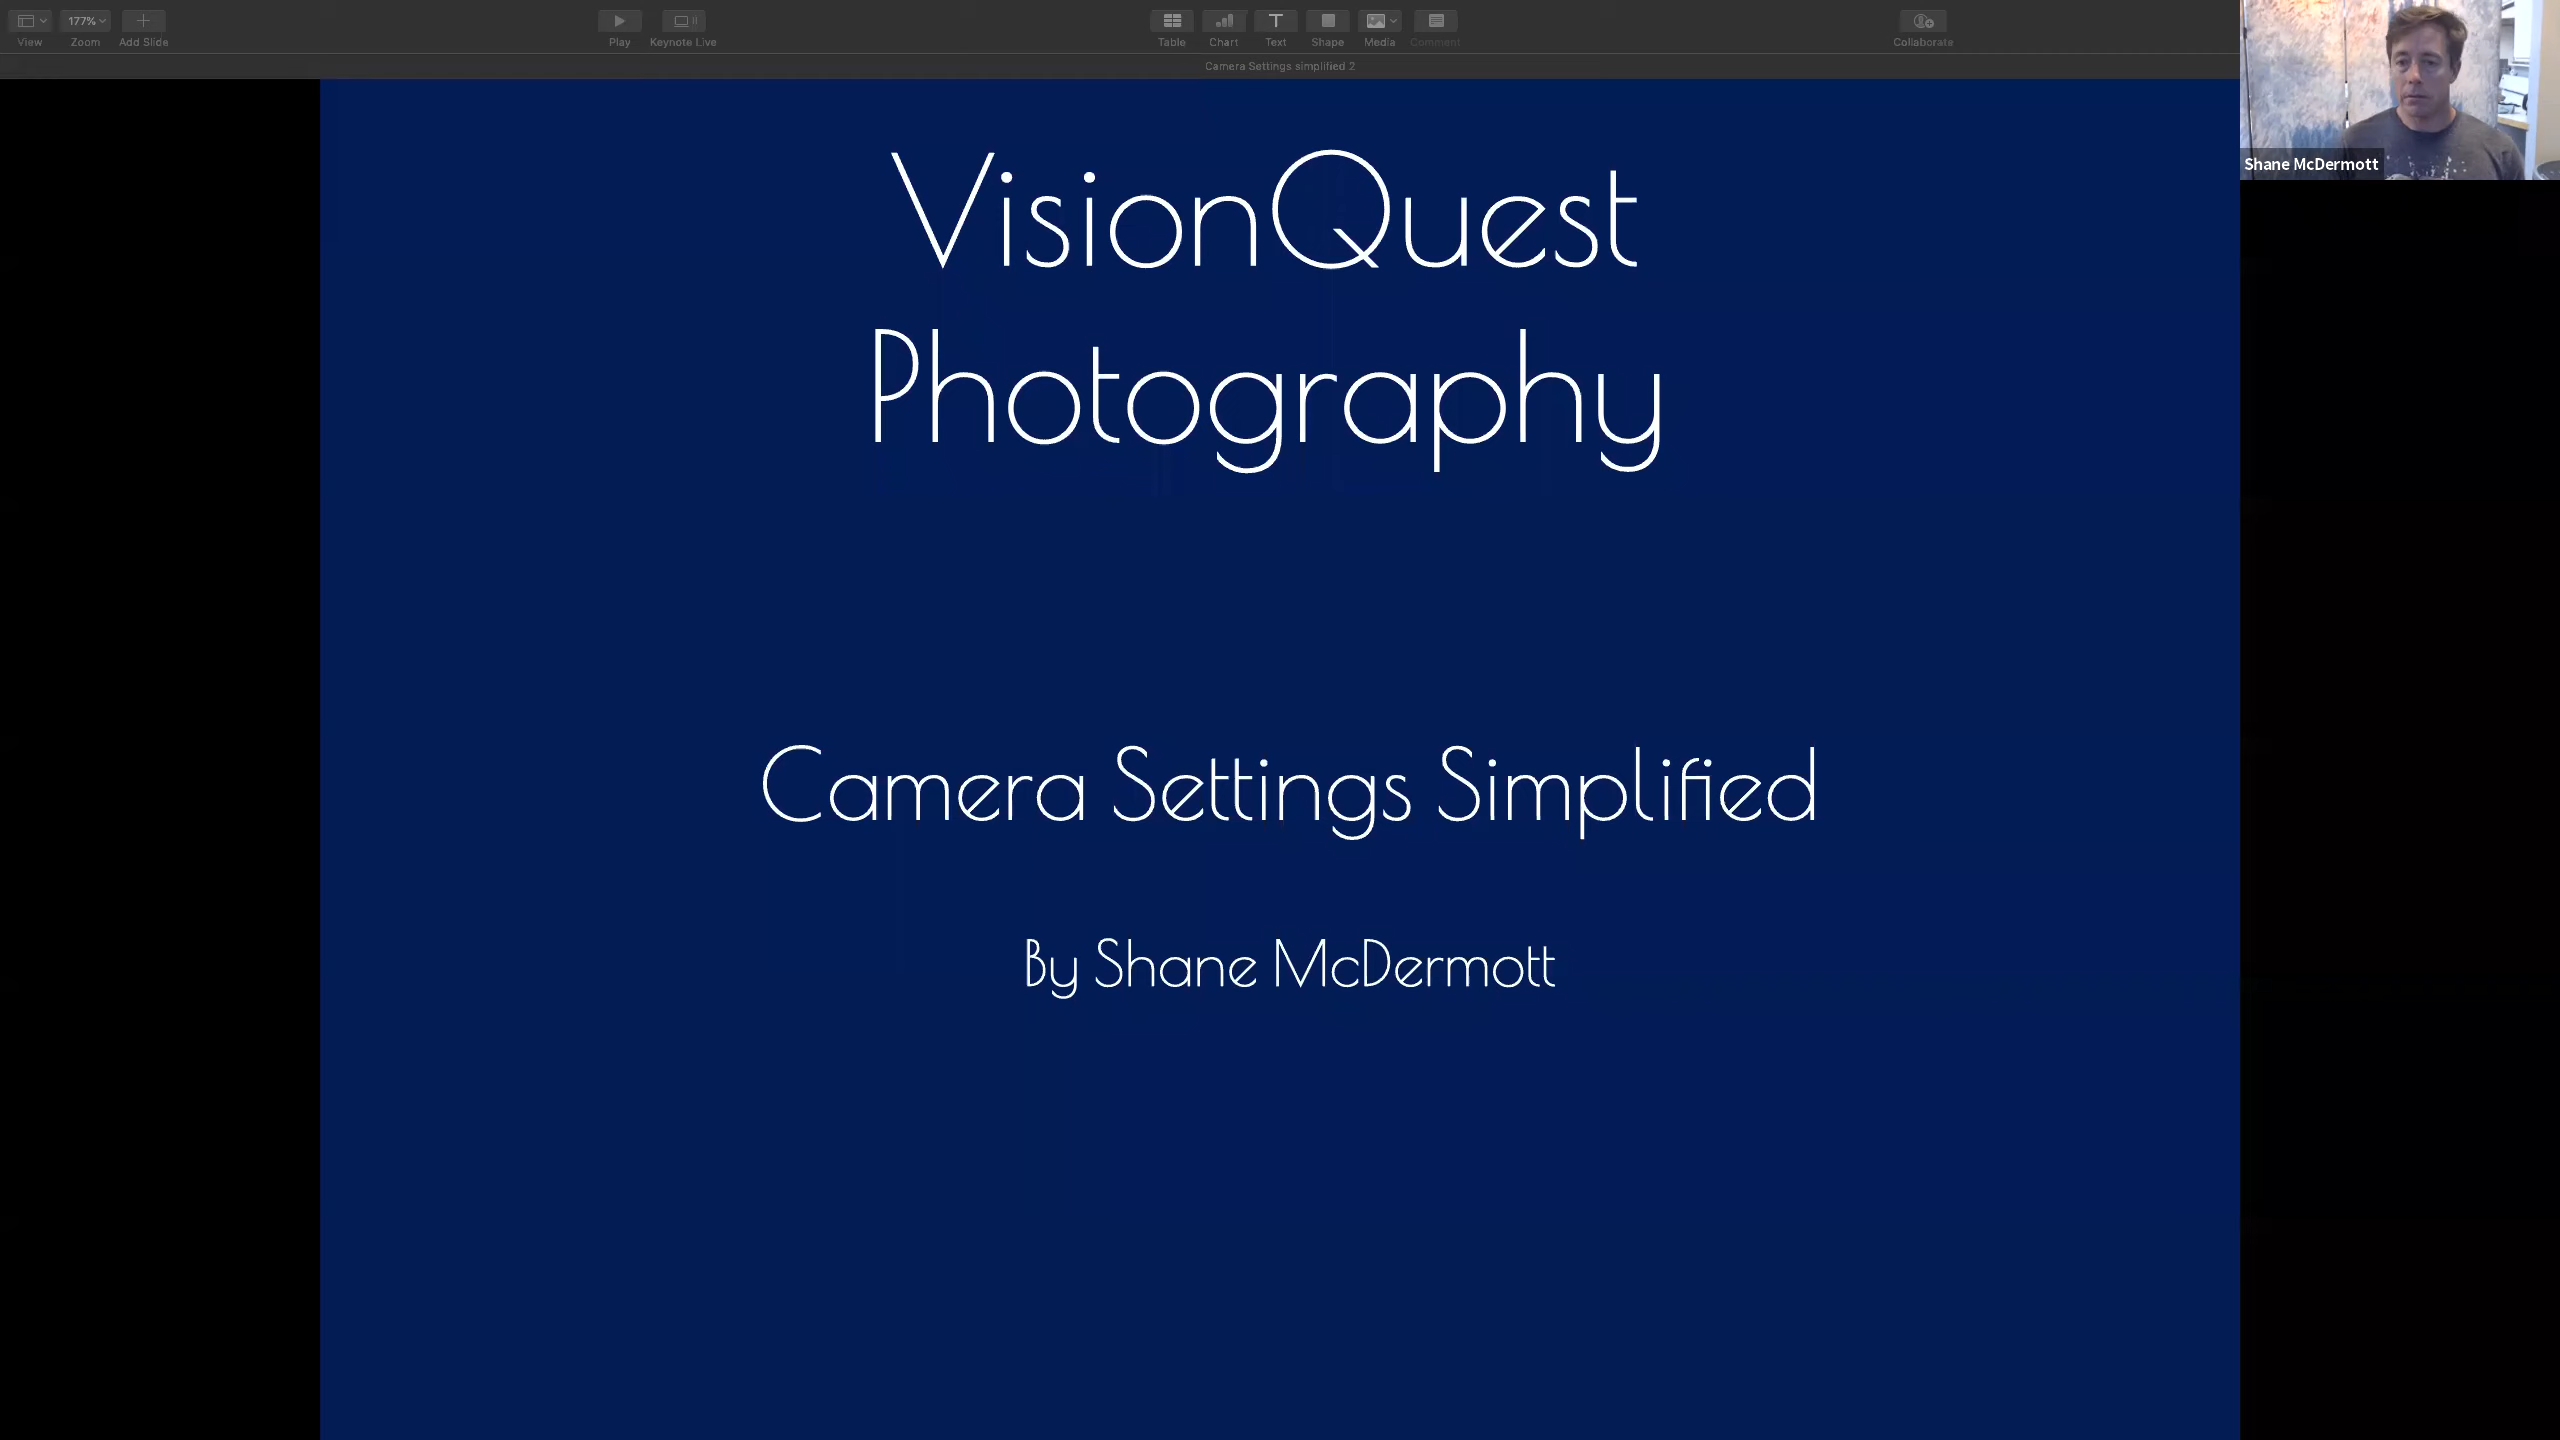 177%
View
Zoom
Add Slide
Play
Keynote Live
Table
Chart
Text
Shape
Media
Comment
Collaborate
Camera Settings simplified 2
Shane McDermott
VisionQuest
Photography
Camera Settings Simplified
By Shane McDermott